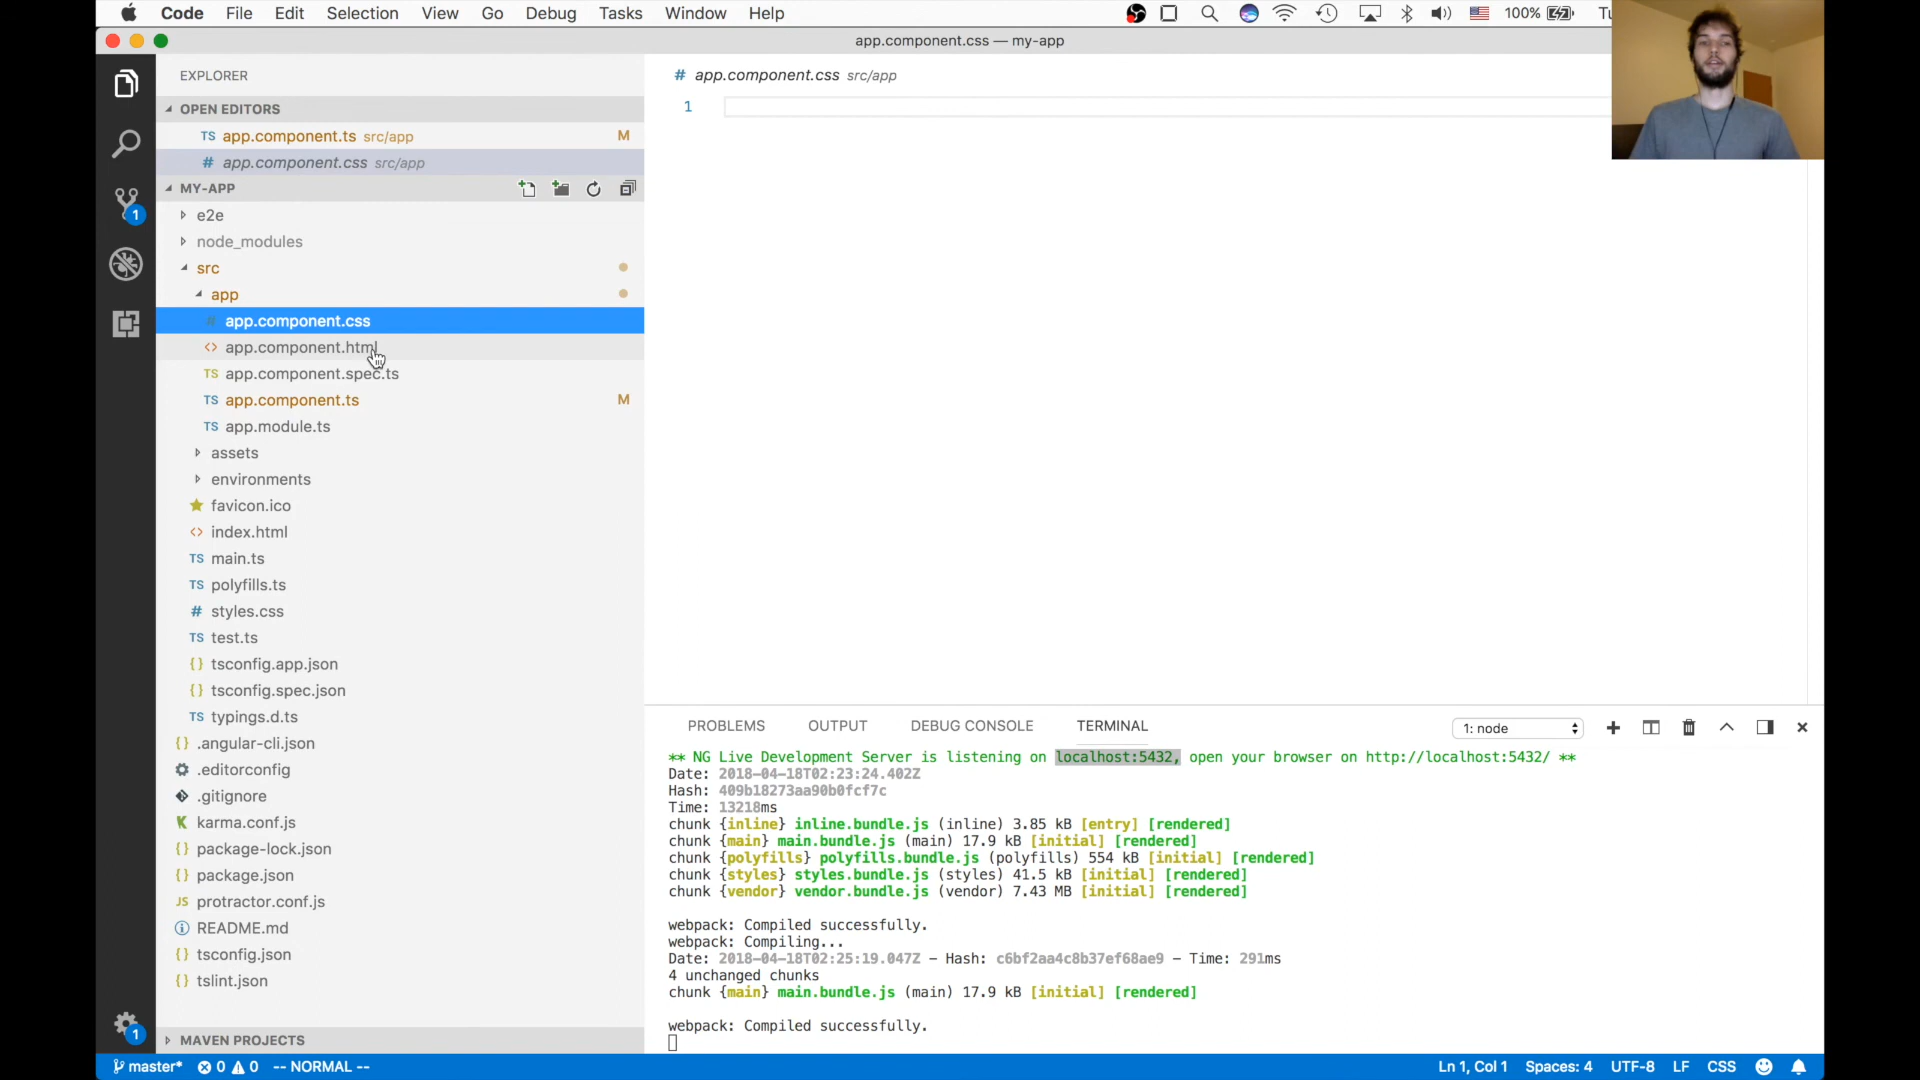 Code File Edit Selection View Go Debug Tasks Window Help 100% Tu
app.component.css — my-app
EXPLORER
OPEN EDITORS
TS app.component.ts src/app M
# app.component.css src/app
MY-APP
e2e
node_modules
src
app
# app.component.css
<> app.component.html
TS app.component.spec.ts
TS app.component.ts M
TS app.module.ts
assets
environments
favicon.ico
<> index.html
TS main.ts
TS polyfills.ts
# styles.css
TS test.ts
{} tsconfig.app.json
{} tsconfig.spec.json
TS typings.d.ts
{} .angular-cli.json
.editorconfig
.gitignore
K karma.conf.js
{} package-lock.json
{} package.json
JS protractor.conf.js
README.md
{} tsconfig.json
{} tslint.json
MAVEN PROJECTS
1
1
# app.component.css src/app
1
PROBLEMS OUTPUT DEBUG CONSOLE TERMINAL 1: node
** NG Live Development Server is listening on localhost:5432, open your browser on http://localhost:5432/ **
Date: 2018-04-18T02:23:24.402Z
Hash: 409b18273aa90b0fcf7c
Time: 13218ms
chunk {inline} inline.bundle.js (inline) 3.85 kB [entry] [rendered]
chunk {main} main.bundle.js (main) 17.9 kB [initial] [rendered]
chunk {polyfills} polyfills.bundle.js (polyfills) 554 kB [initial] [rendered]
chunk {styles} styles.bundle.js (styles) 41.5 kB [initial] [rendered]
chunk {vendor} vendor.bundle.js (vendor) 7.43 MB [initial] [rendered]
webpack: Compiled successfully.
webpack: Compiling...
Date: 2018-04-18T02:25:19.047Z - Hash: c6bf2aa4c8b37ef68ae9 - Time: 291ms
4 unchanged chunks
chunk {main} main.bundle.js (main) 17.9 kB [initial] [rendered]
webpack: Compiled successfully.
master* 0 0 -- NORMAL -- Ln 1, Col 1 Spaces: 4 UTF-8 LF CSS